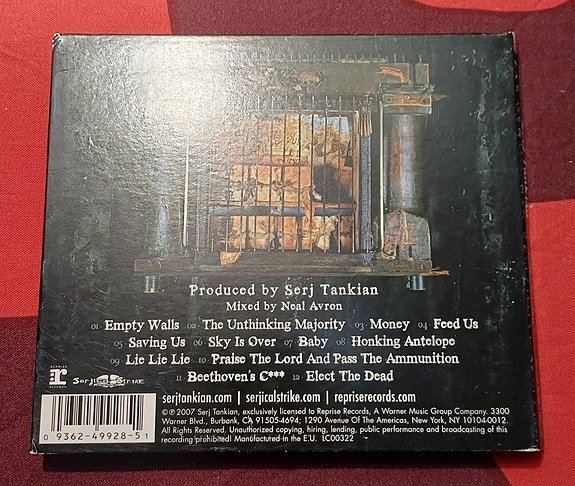 Produced by Serj Tankian
Mixed by Neal Avron
01 Empty Walls 02 The Unthinking Majority 03 Money 04 Feed Us
05 Saving Us 06 Sky Is Over 07 Baby 08 Honking Antelope
09 Lie Lie Lie 10 Praise The Lord And Pass The Ammunition
11 Beethoven's C*** 12 Elect The Dead
REPRISE
RECORDS
Serjical Strike
serjtankian.com | serjicalstrike.com | repriserecords.com
℗ © 2007 Serj Tankian, exclusively licensed to Reprise Records, A Warner Music Group Company. 3300
Warner Blvd., Burbank, CA 91505-4694; 1290 Avenue Of The Americas, New York, NY 10104-0012.
All Rights Reserved. Unauthorized copying, hiring, lending, public performance and broadcasting of this
recording prohibited! Manufactured in the E.U. LC00322
0 9362-49928-5